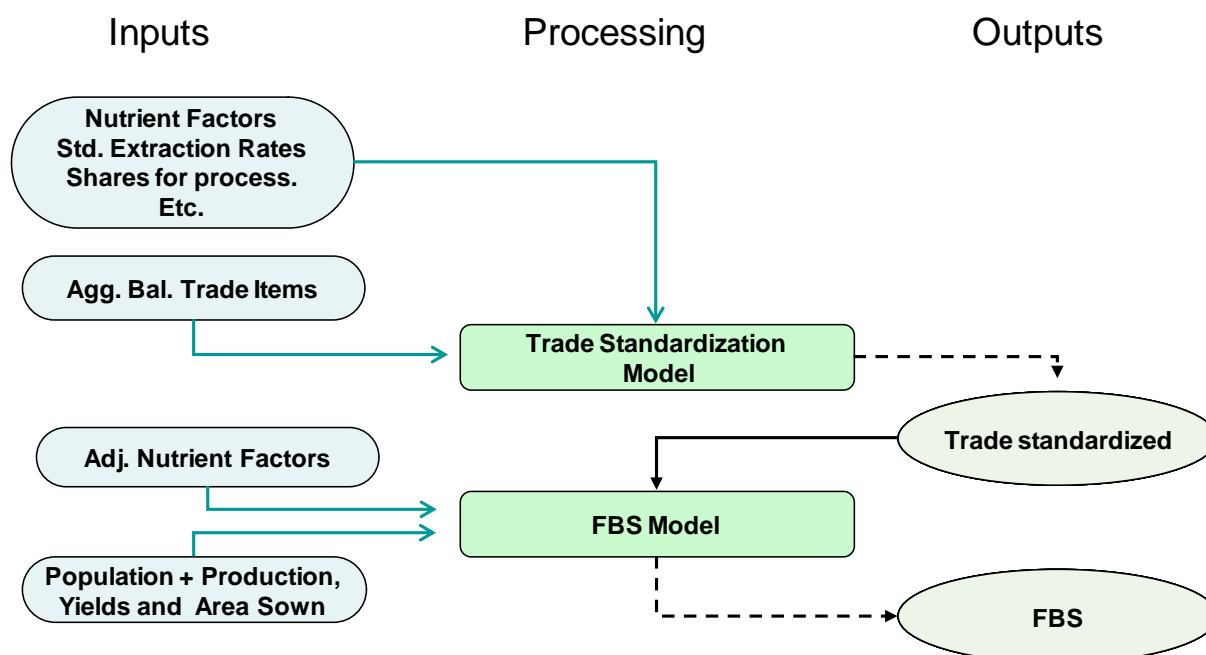 Inputs
Processing
Outputs
Nutrient Factors
Std. Extraction Rates
Shares for process.
Etc.
Agg. Bal. Trade Items
Trade Standardization
Model
Trade standardized
Adj. Nutrient Factors
FBS Model
Population + Production,
Yields and Area Sown
FBS